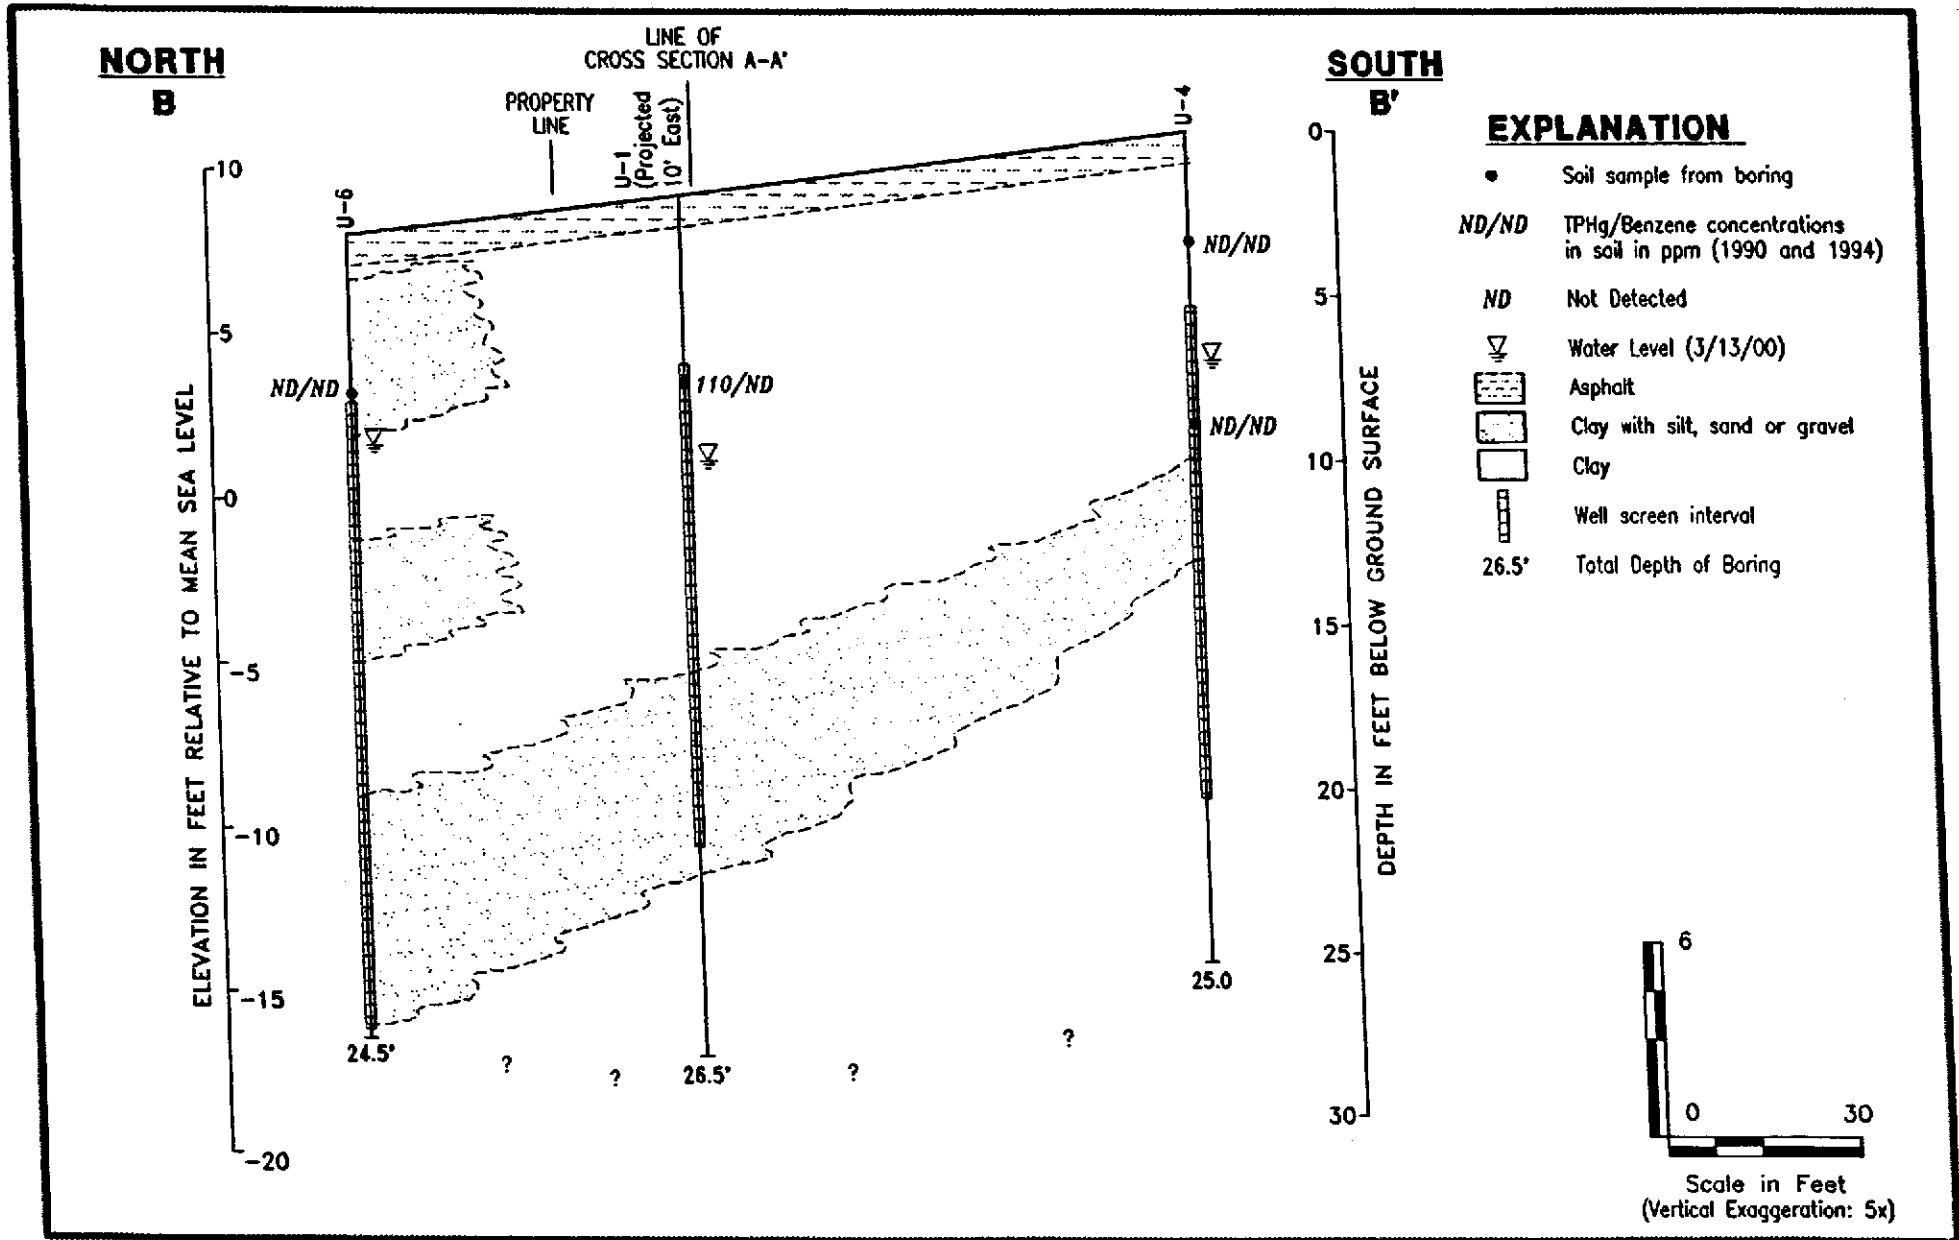 NORTH
B
LINE OF
CROSS SECTION A-A'
PROPERTY
LINE
U-1
(Projected
10' East)
U-6
U-4
SOUTH
B'
10
5
0
-5
-10
-15
-20
ELEVATION IN FEET RELATIVE TO MEAN SEA LEVEL
ND/ND
110/ND
ND/ND
ND/ND
24.5'
26.5'
25.0
?
?
?
?
0
5
10
15
20
25
30
DEPTH IN FEET BELOW GROUND SURFACE
EXPLANATION
Soil sample from boring
ND/ND TPHg/Benzene concentrations
in soil in ppm (1990 and 1994)
ND Not Detected
Water Level (3/13/00)
Asphalt
Clay with silt, sand or gravel
Clay
Well screen interval
26.5' Total Depth of Boring
6
0 30
Scale in Feet
(Vertical Exaggeration: 5x)